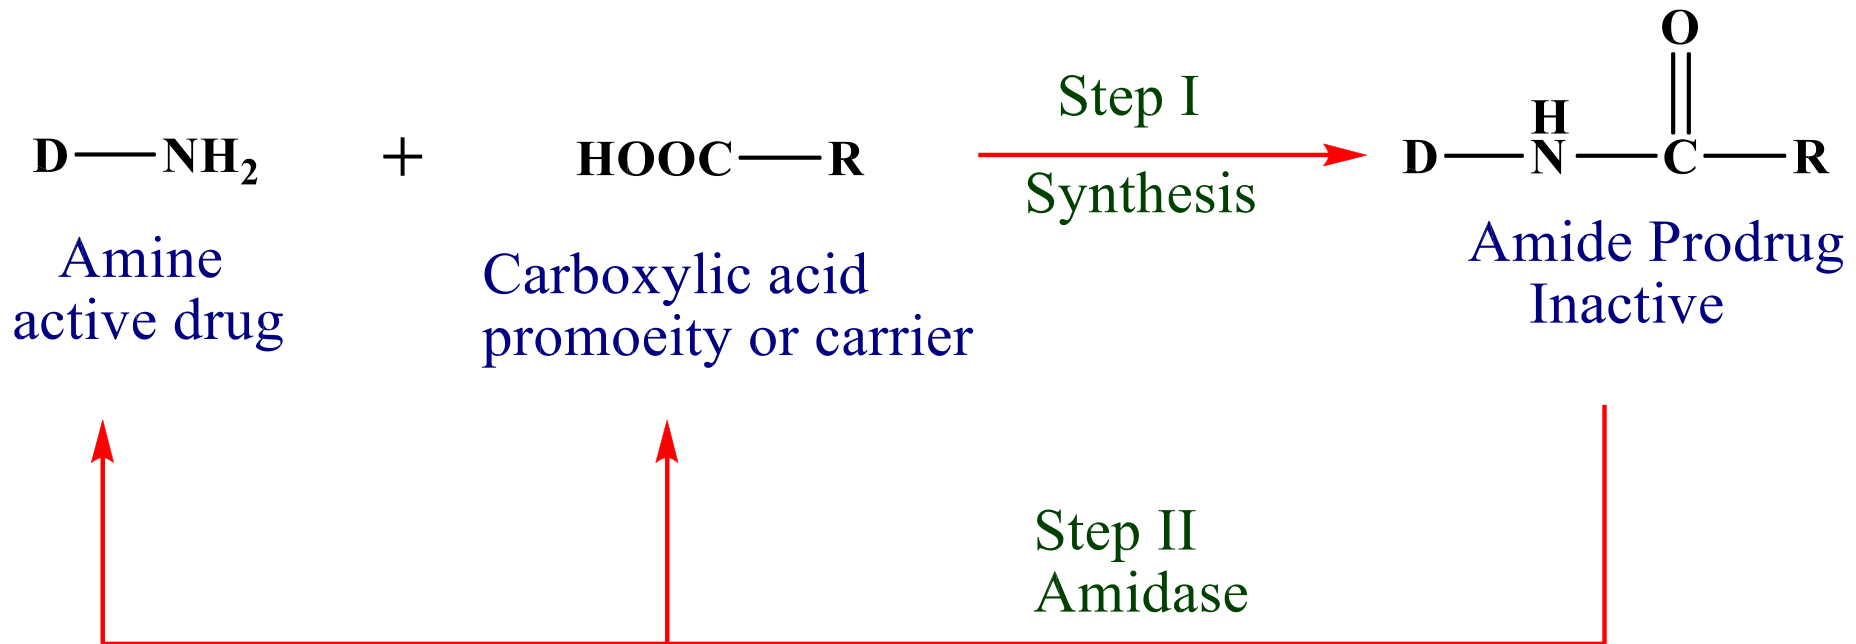 D—NH₂ + HOOC—R
Amine
active drug
Carboxylic acid
promoeity or carrier
Step I
Synthesis
O
H
D—N—C—R
Amide Prodrug
Inactive
Step II
Amidase